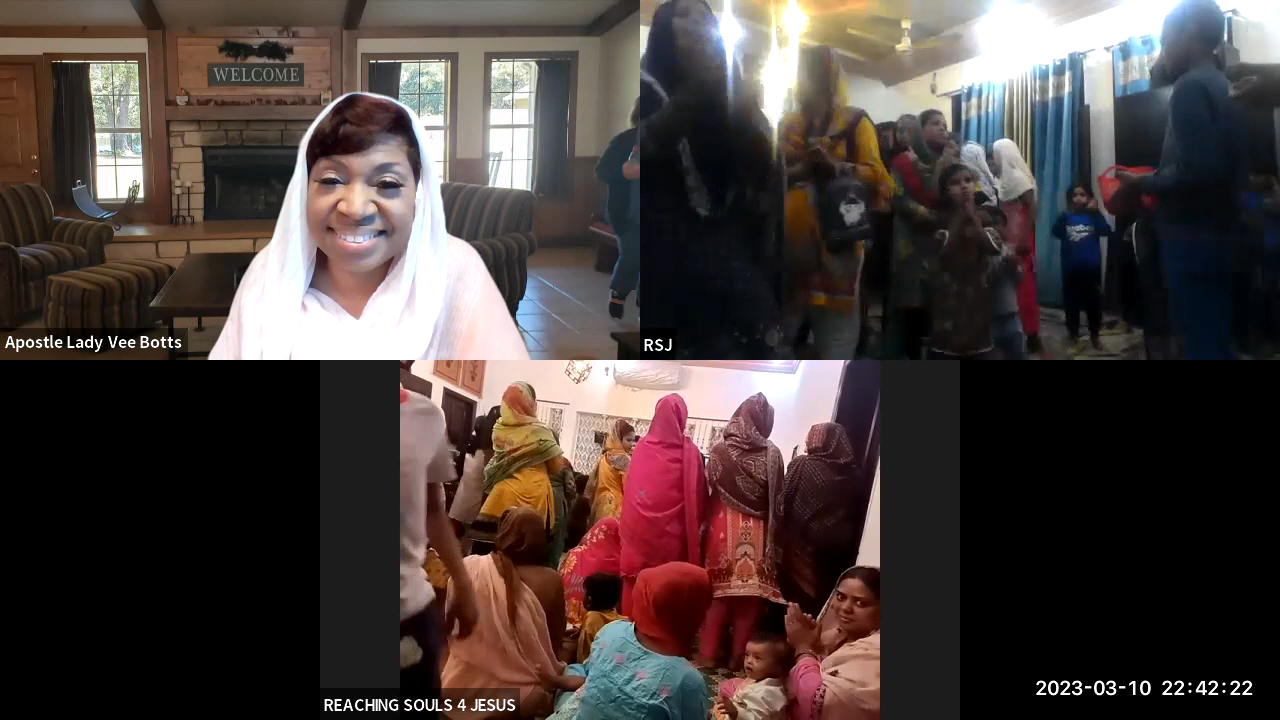 WELCOME
Apostle Lady Vee Botts
RSJ
REACHING SOULS 4 JESUS
2023-03-10 22:42:22